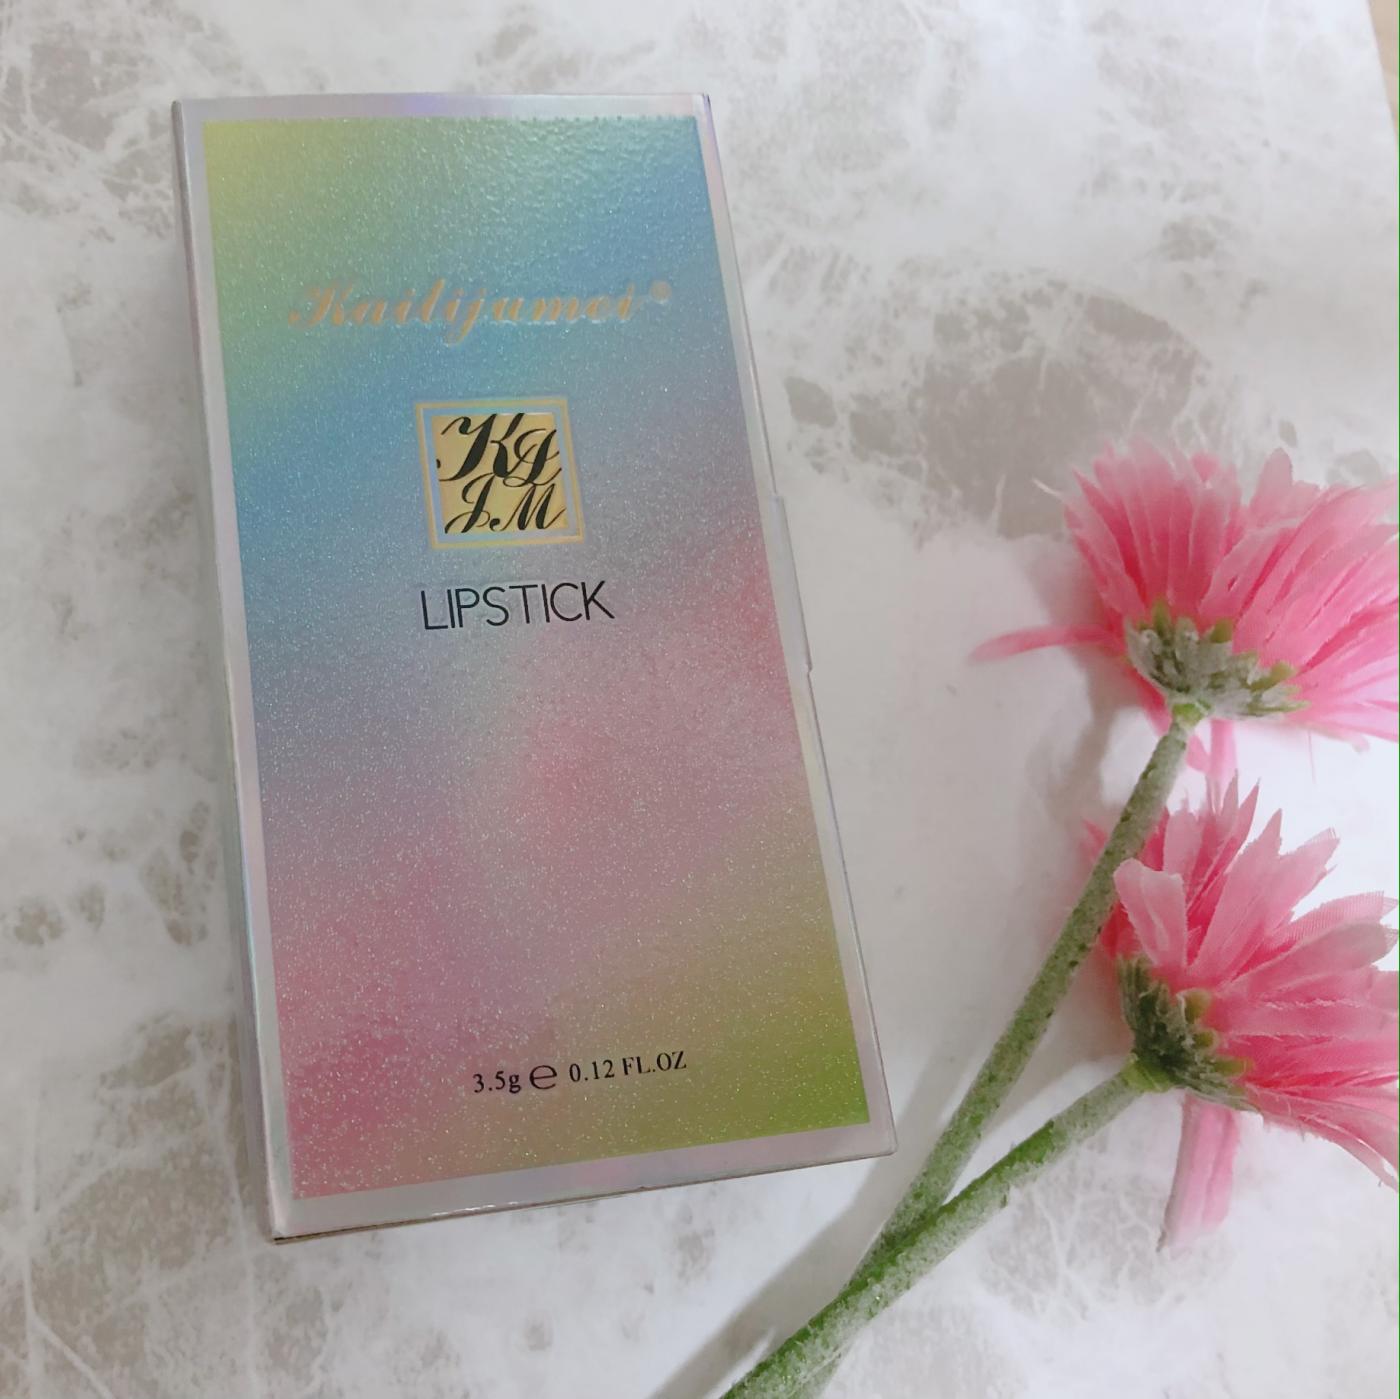 Kailijumei®
KL
JM
LIPSTICK
3.5g ℮ 0.12 FL.OZ